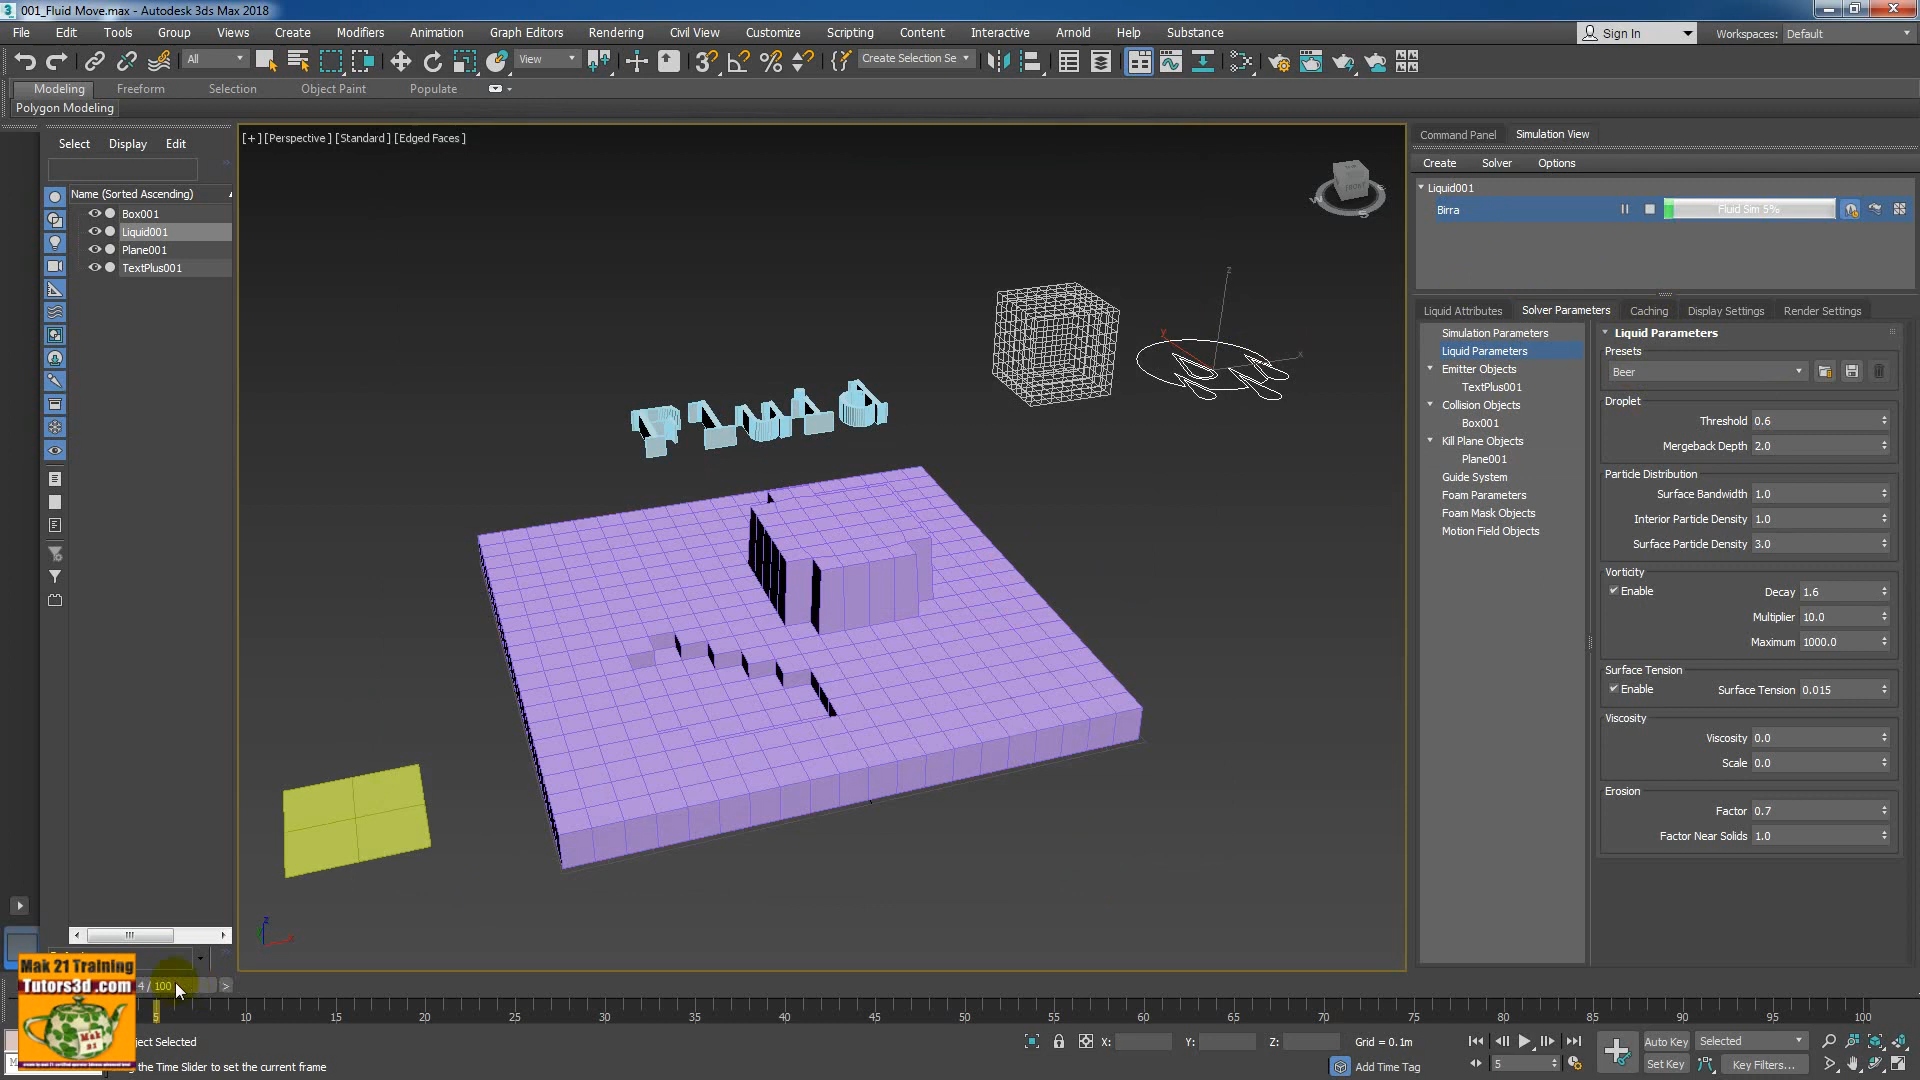 001_Fluid Move.max - Autodesk 3ds Max 2018
File Edit Tools Group Views Create Modifiers Animation Graph Editors Rendering Civil View Customize Scripting Content Interactive Arnold Help Substance
Sign In
Workspaces: Default
All
View
Create Selection Se
Modeling Freeform Selection Object Paint Populate
Polygon Modeling
Select Display Edit
Name (Sorted Ascending)
Box001
Liquid001
Plane001
TextPlus001
[+] [Perspective] [Standard] [Edged Faces]
Fluid
Command Panel Simulation View
Create Solver Options
Liquid001
Birra
Fluid Sim 5%
Liquid Attributes Solver Parameters Caching Display Settings Render Settings
Simulation Parameters
Liquid Parameters
Emitter Objects
TextPlus001
Collision Objects
Box001
Kill Plane Objects
Plane001
Guide System
Foam Parameters
Foam Mask Objects
Motion Field Objects
Liquid Parameters
Presets
Beer
Droplet
Threshold 0.6
Mergeback Depth 2.0
Particle Distribution
Surface Bandwidth 1.0
Interior Particle Density 1.0
Surface Particle Density 3.0
Vorticity
Enable Decay 1.6
Multiplier 10.0
Maximum 1000.0
Surface Tension
Enable Surface Tension 0.015
Viscosity
Viscosity 0.0
Scale 0.0
Erosion
Factor 0.7
Factor Near Solids 1.0
Mak 21 Training
Tutors3d .com
Mak 21
4 / 100
5 10 15 20 25 30 35 40 45 50 55 60 65 70 75 80 85 90 95 100
ject Selected
the Time Slider to set the current frame
X: Y: Z: Grid = 0.1m
Add Time Tag
5
Auto Key Selected
Set Key Key Filters...